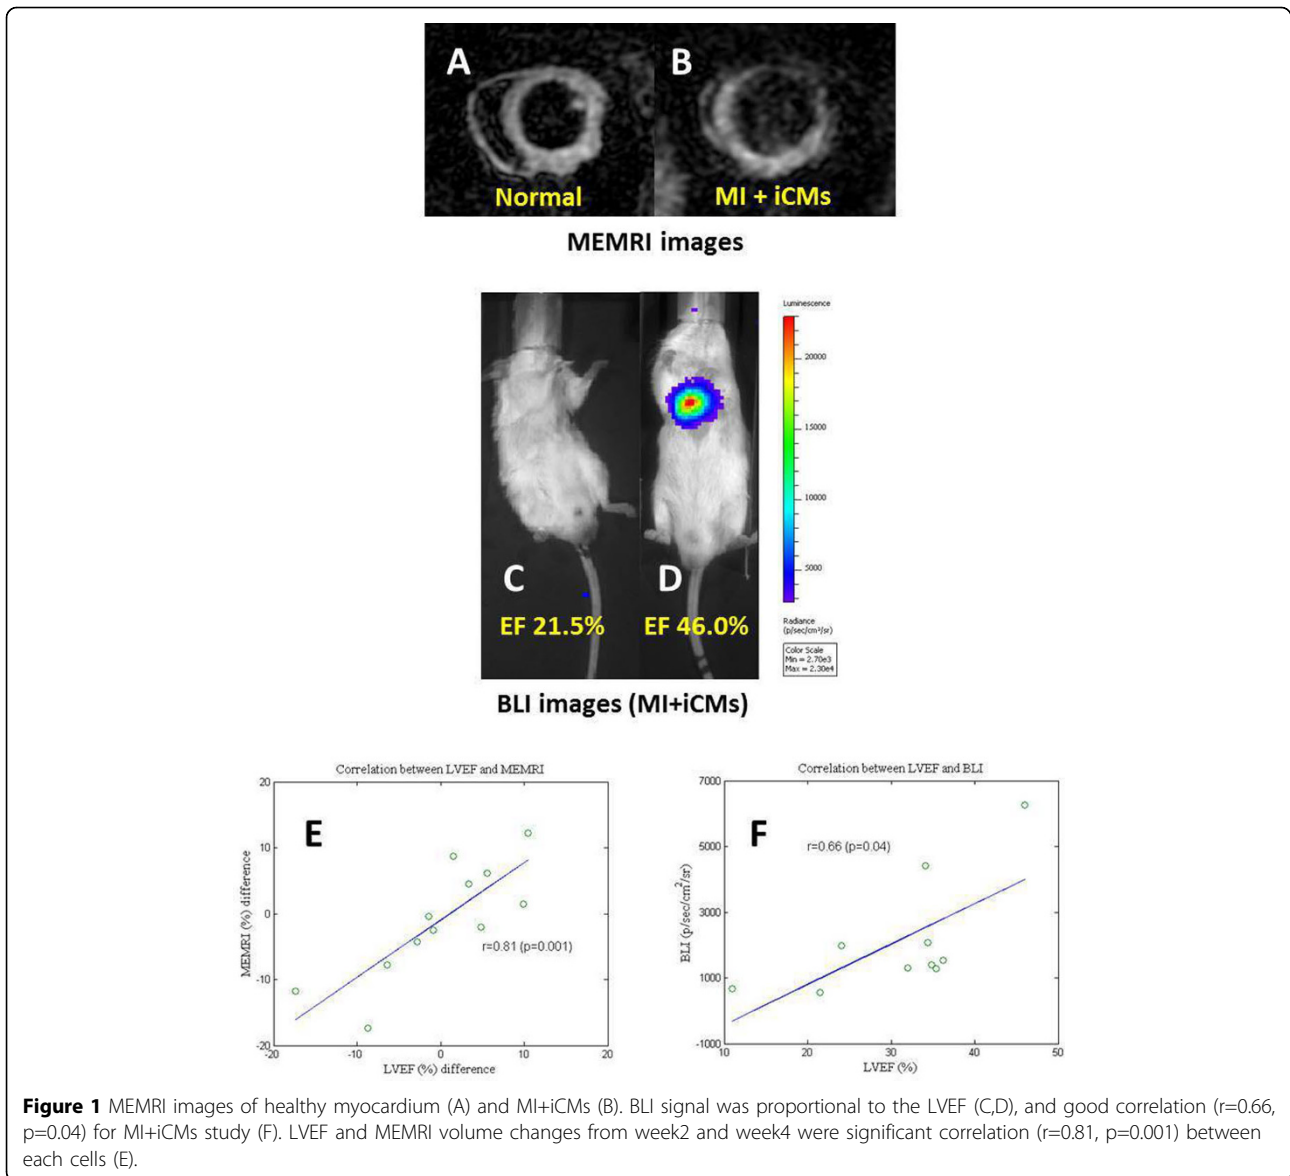 A
B
Normal
MI + iCMs
MEMRI images
Luminescence
20000
15000
10000
5000
Radiance
(p/sec/cm²/sr)
Color Scale
Min = 2.70e3
Max = 2.30e4
C
D
EF 21.5%
EF 46.0%
BLI images (MI+iCMs)
Correlation between LVEF and MEMRI
E
r=0.81 (p=0.001)
MEMRI (%) difference
20
10
0
-10
-20
-20
-10
0
10
20
LVEF (%) difference
Correlation between LVEF and BLI
F
r=0.66 (p=0.04)
BLI (p/sec/cm²/sr)
7000
5000
3000
1000
-1000
10
20
30
40
50
LVEF (%)
Figure 1 MEMRI images of healthy myocardium (A) and MI+iCMs (B). BLI signal was proportional to the LVEF (C,D), and good correlation (r=0.66,
p=0.04) for MI+iCMs study (F). LVEF and MEMRI volume changes from week2 and week4 were significant correlation (r=0.81, p=0.001) between
each cells (E).